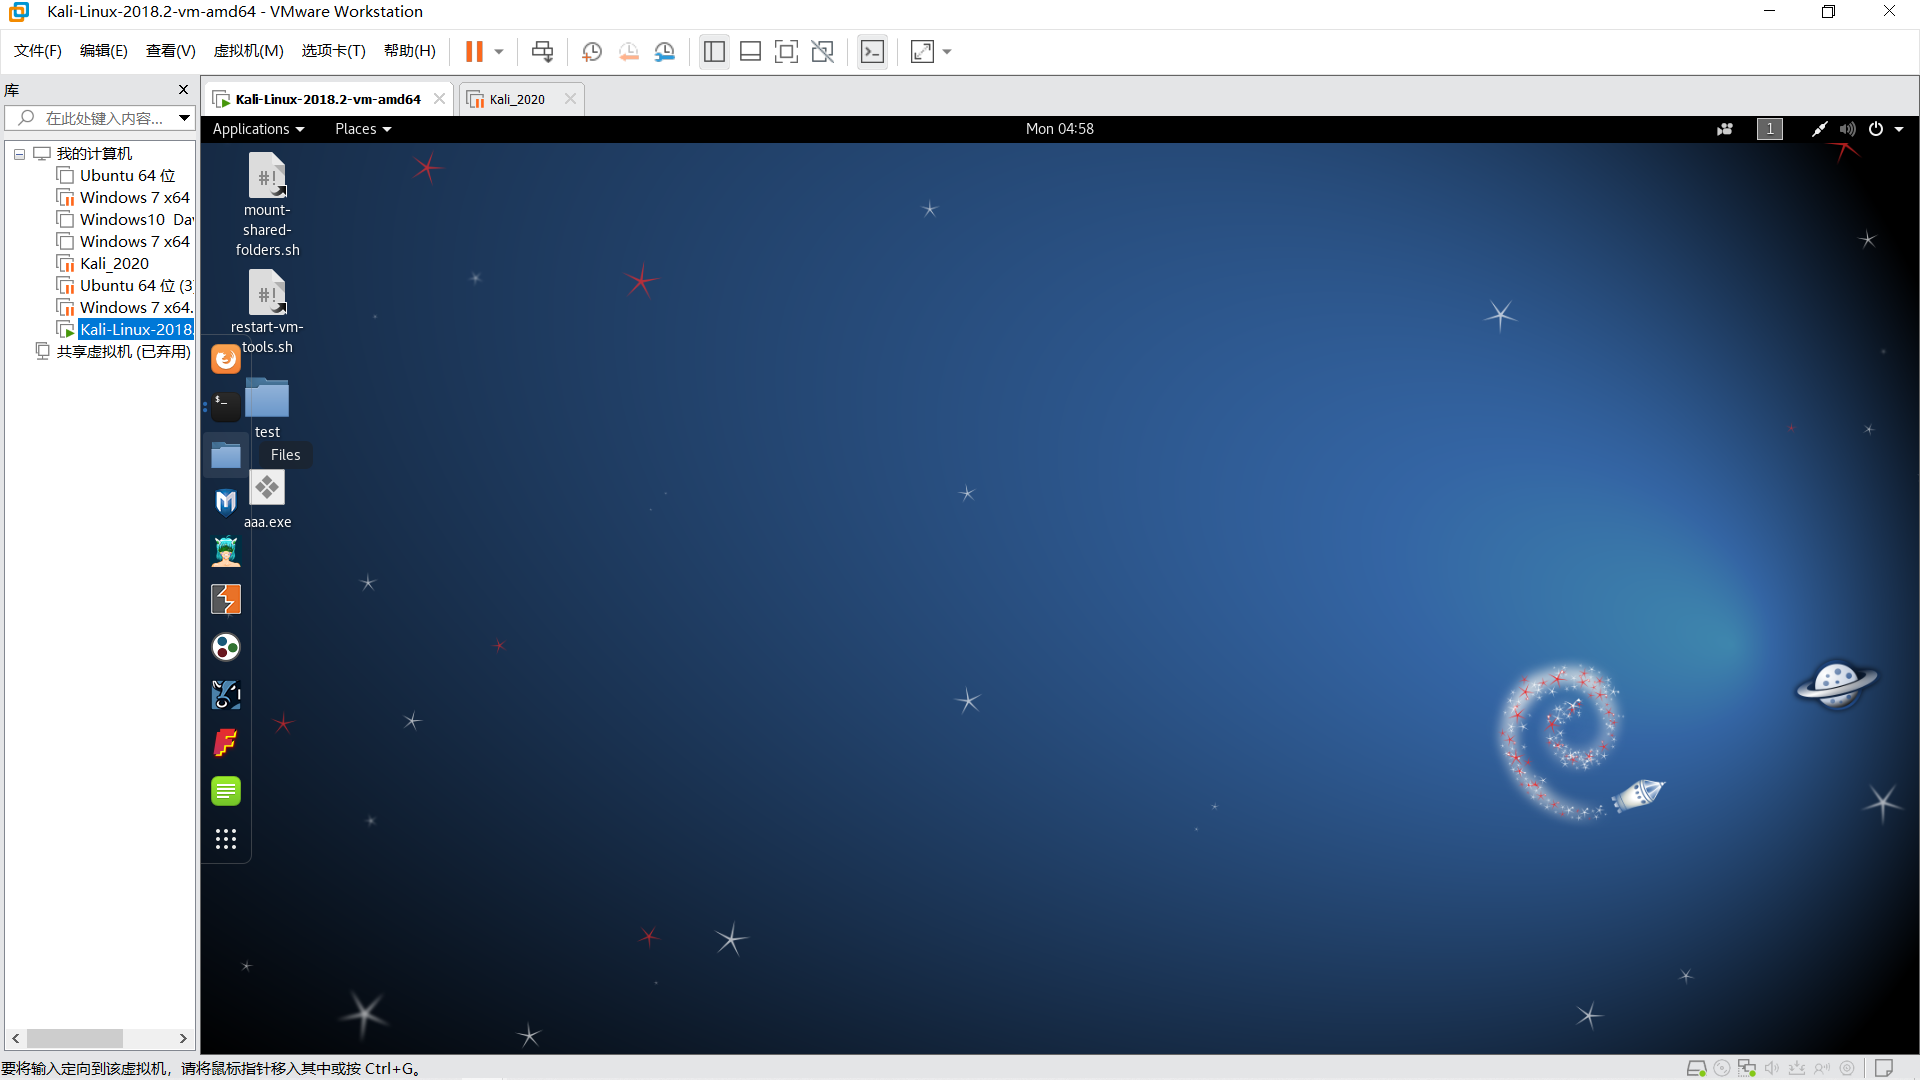 Kali-Linux-2018.2-vm-amd64 - VMware Workstation
文件(F) 编辑(E) 查看(V) 虚拟机(M) 选项卡(T) 帮助(H)
库
在此处键入内容...
Kali-Linux-2018.2-vm-amd64
Kali_2020
Applications
Places
Mon 04:58
1
我的计算机
Ubuntu 64 位
Windows 7 x64
Windows10 Da
Windows 7 x64
Kali_2020
Ubuntu 64 位 (3
Windows 7 x64.
Kali-Linux-2018.
共享虚拟机 (已弃用)
#!
mount-
shared-
folders.sh
#!
restart-vm-
tools.sh
$_
test
Files
aaa.exe
要将输入定向到该虚拟机，请将鼠标指针移入其中或按 Ctrl+G。